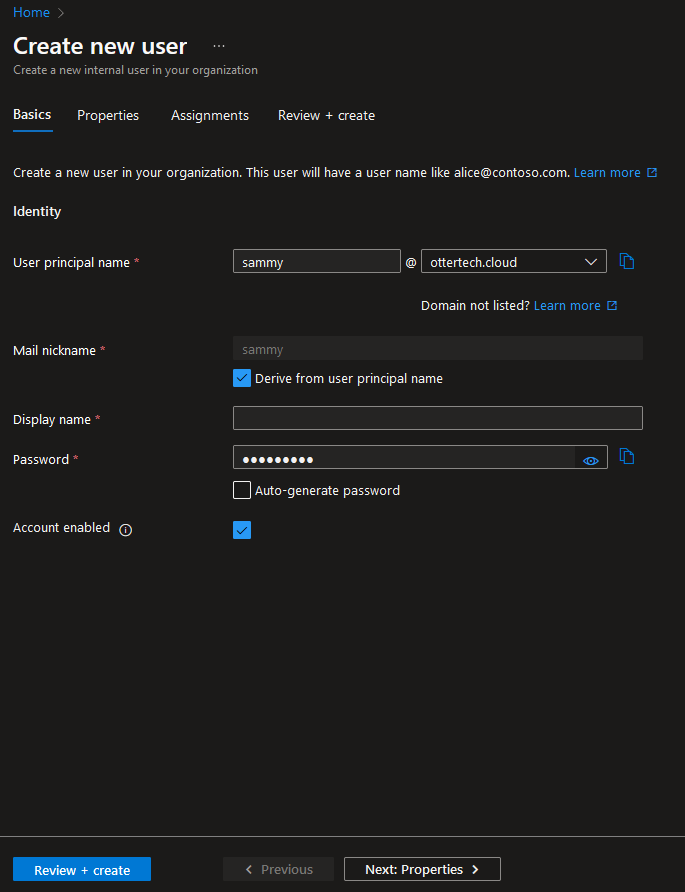 Home
Create new user ...
Create a new internal user in your organization
Basics Properties Assignments Review + create
Create a new user in your organization. This user will have a user name like alice@contoso.com. Learn more
Identity
User principal name * sammy @ ottertech.cloud
Domain not listed? Learn more
Mail nickname * sammy
Derive from user principal name
Display name *
Password * ●●●●●●●●●
Auto-generate password
Account enabled
Review + create Previous Next: Properties